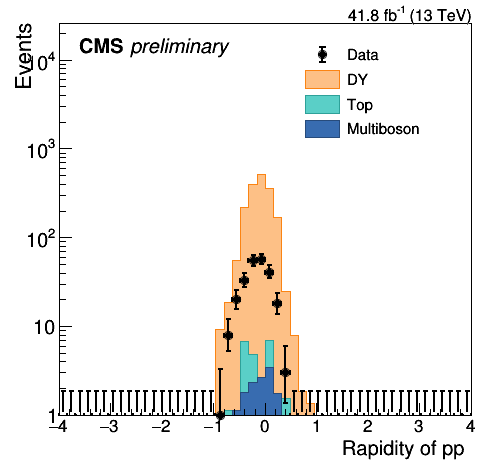 41.8 fb⁻¹ (13 TeV)
Events
CMS preliminary
Data
DY
Top
Multiboson
10⁴
10³
10²
10
1
−4 −3 −2 −1 0 1 2 3 4
Rapidity of pp